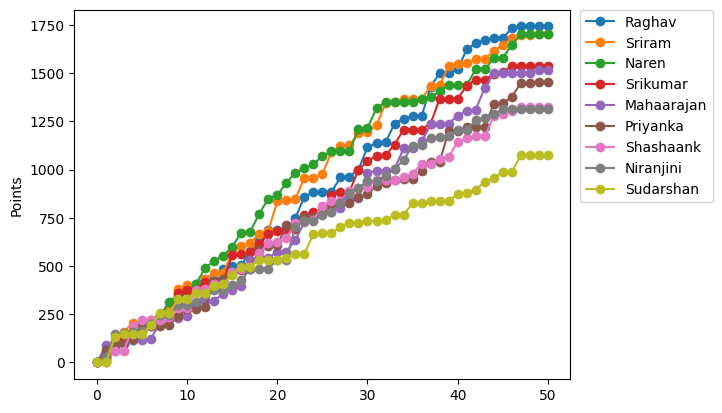 1750
1500
1250
1000
750
500
250
0
Points
0 10 20 30 40 50
Raghav
Sriram
Naren
Srikumar
Mahaarajan
Priyanka
Shashaank
Niranjini
Sudarshan